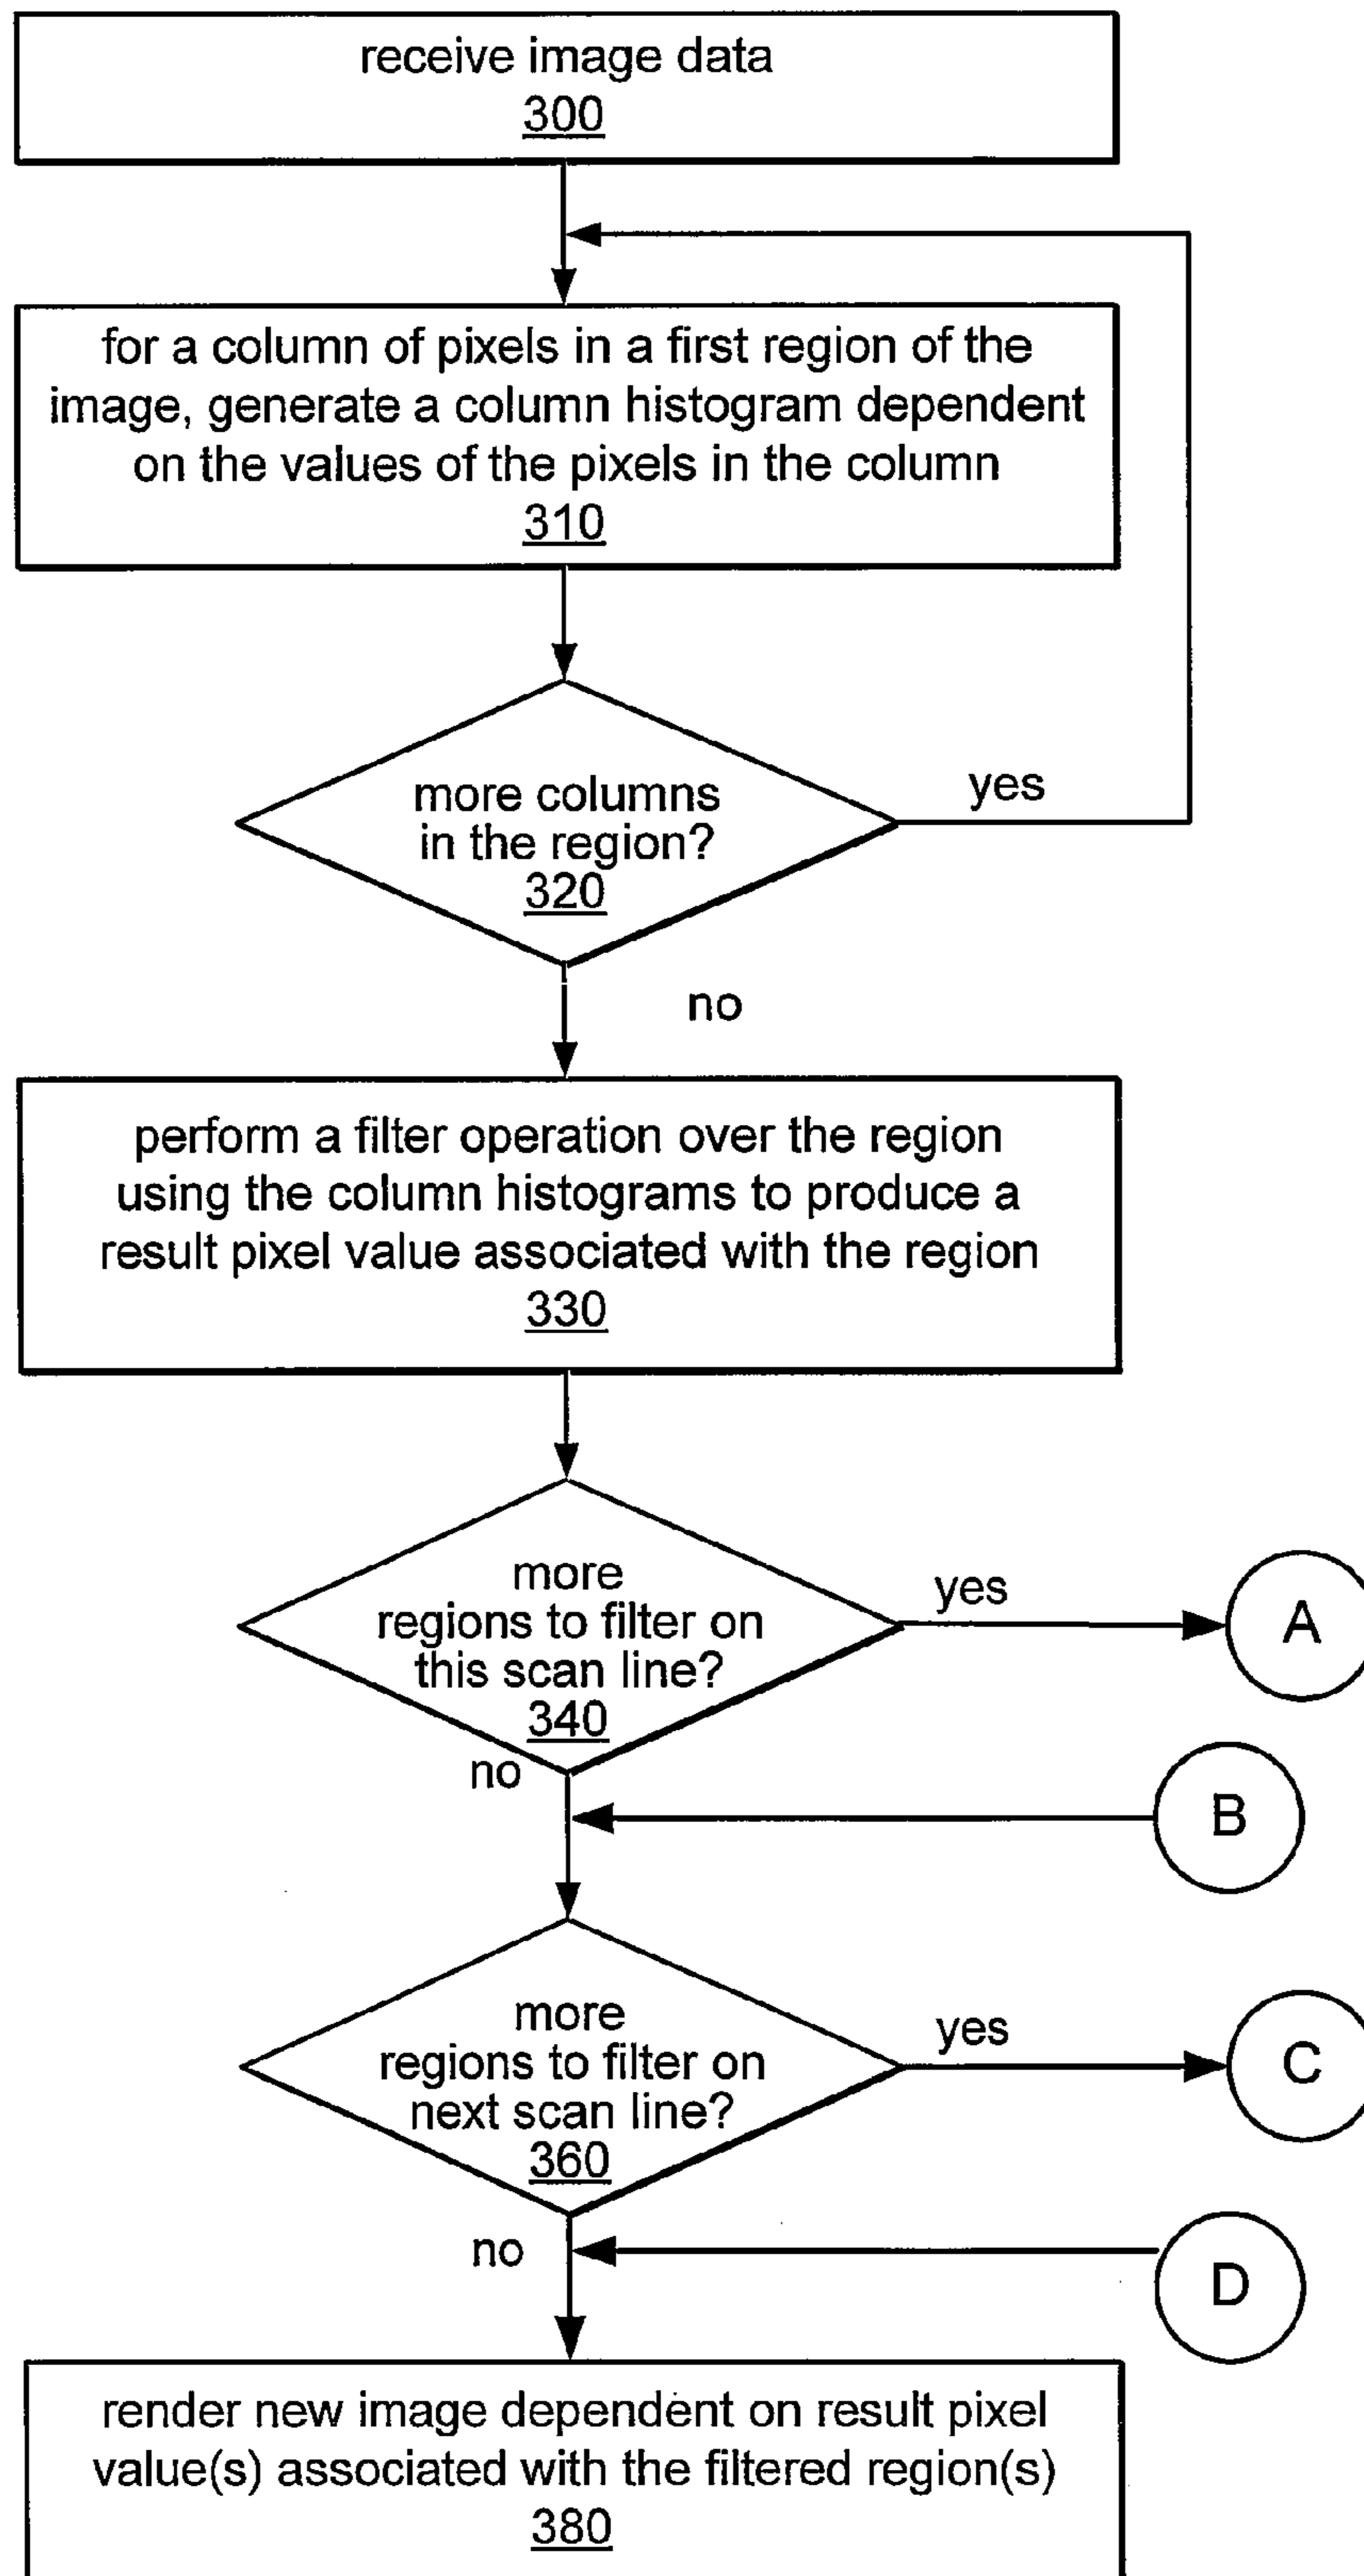 receive image data
300
for a column of pixels in a first region of the
image, generate a column histogram dependent
on the values of the pixels in the column
310
more columns
in the region?
320
yes
no
perform a filter operation over the region
using the column histograms to produce a
result pixel value associated with the region
330
more
regions to filter on
this scan line?
340
yes
A
no
B
more
regions to filter on
next scan line?
360
yes
C
no
D
render new image dependent on result pixel
value(s) associated with the filtered region(s)
380